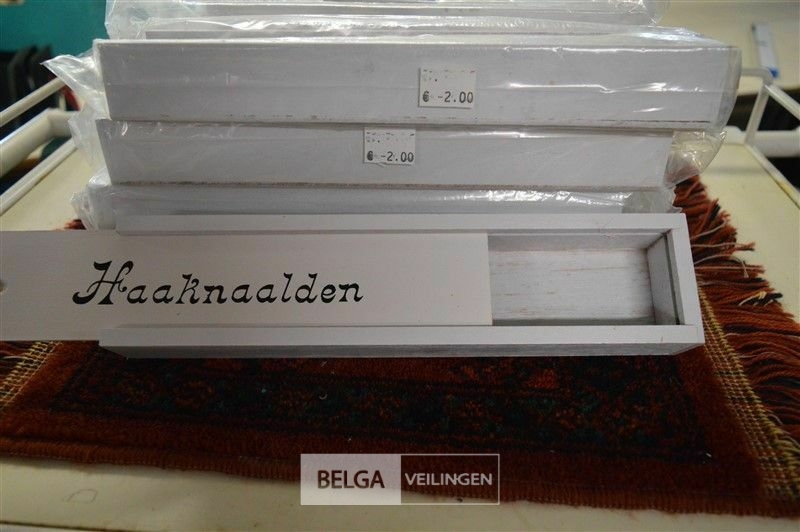 € -2.00
€ -2.00
Haaknaalden
BELGA VEILINGEN